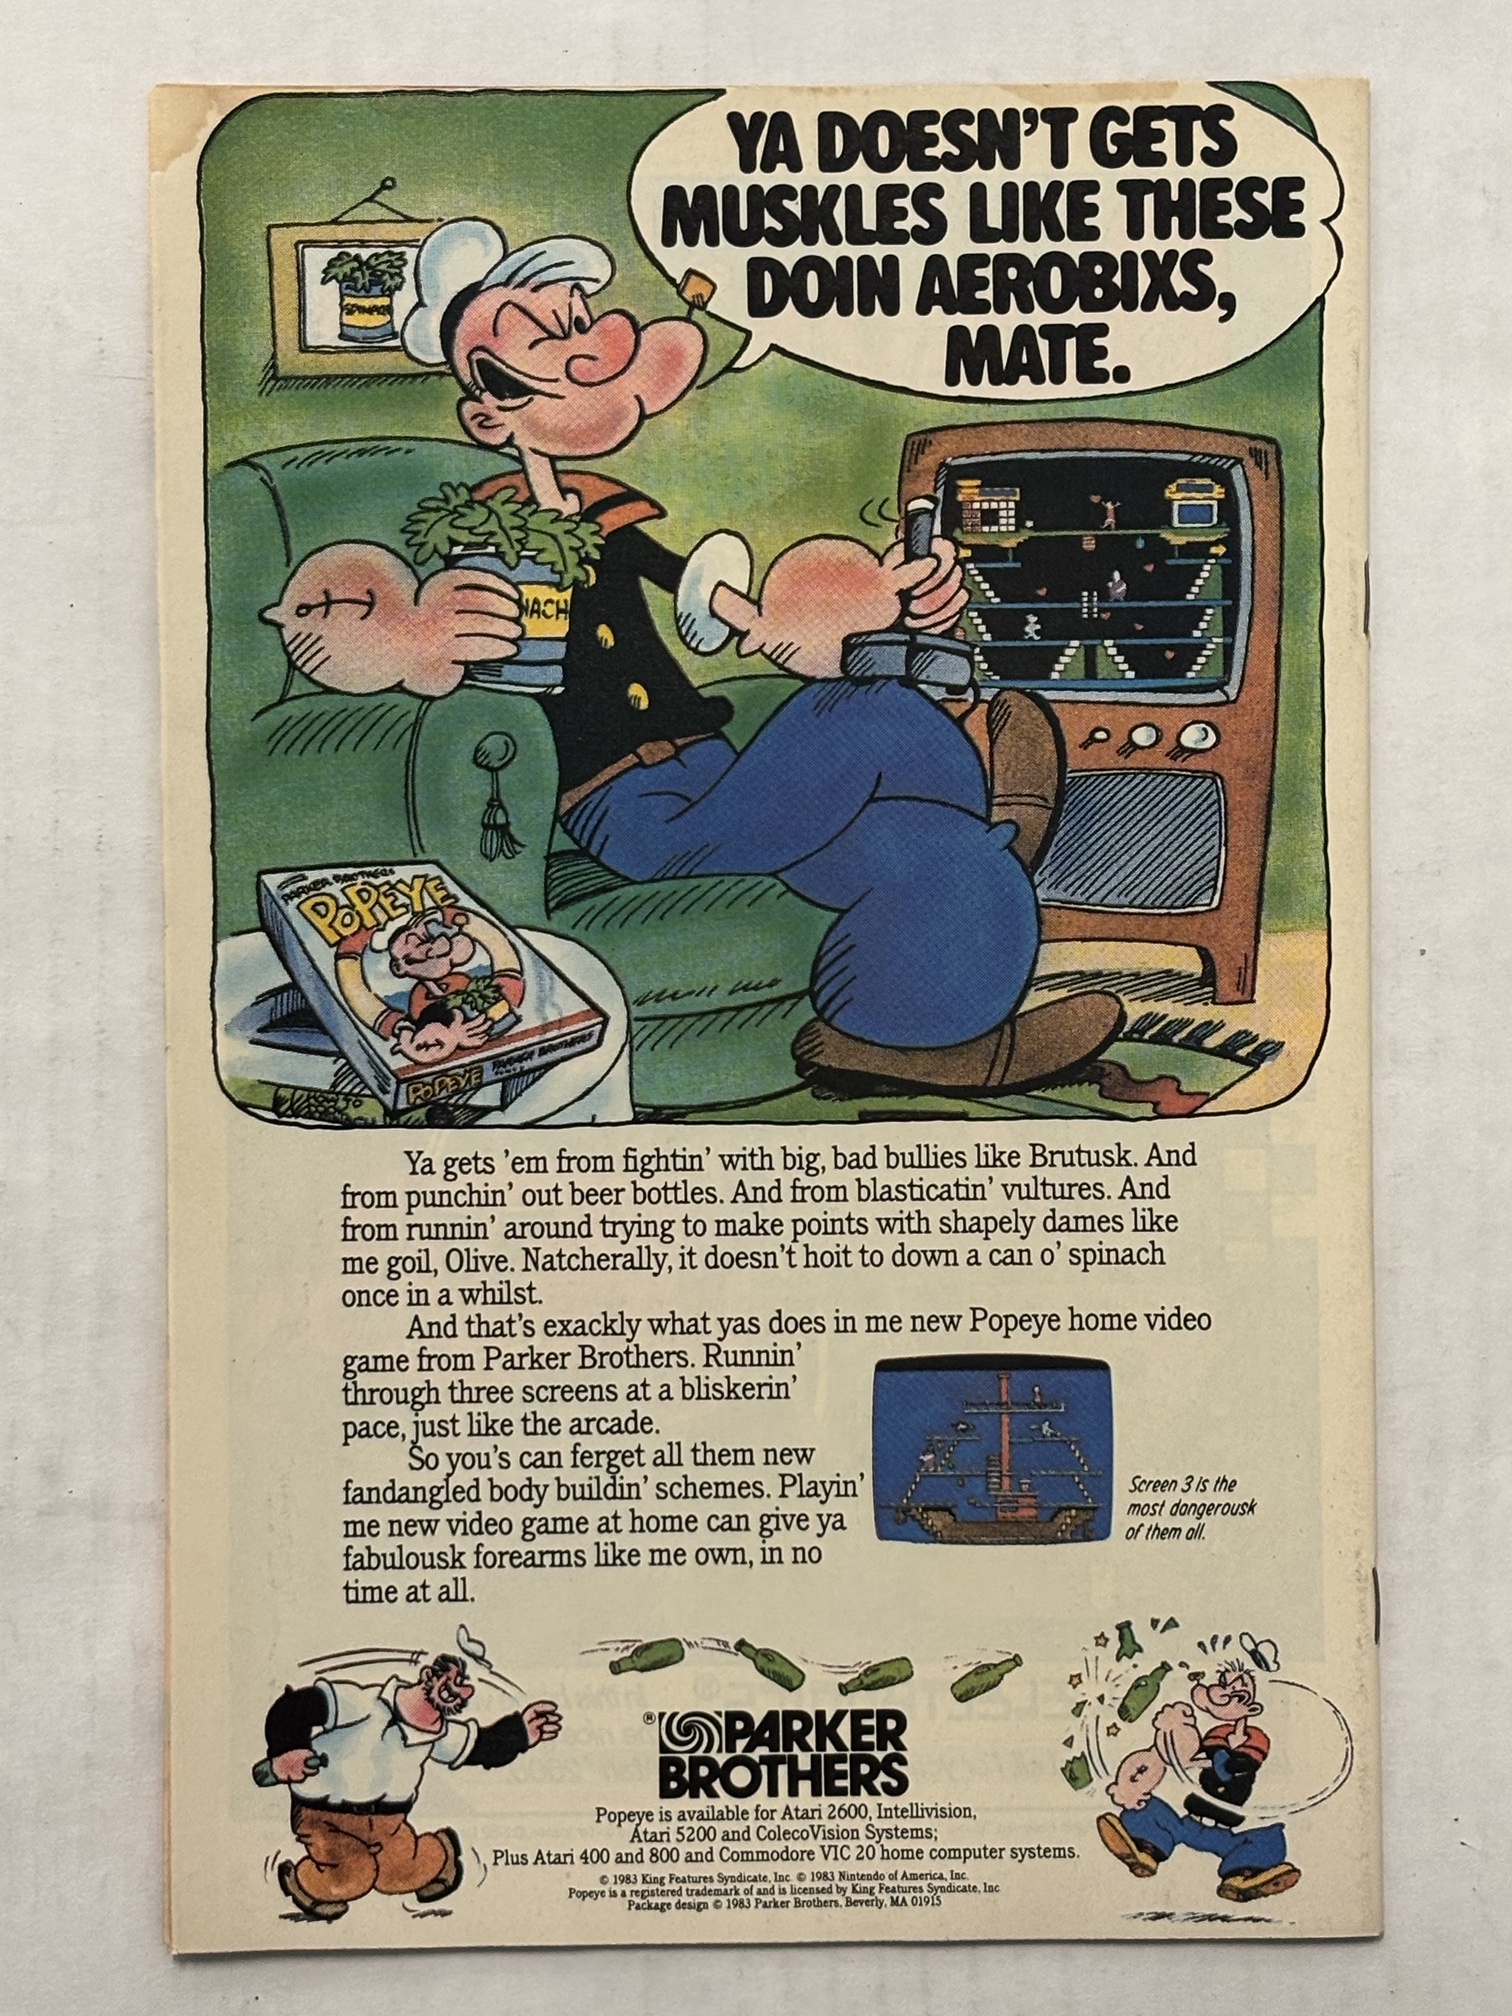 YA DOESN'T GETS
MUSKLES LIKE THESE
DOIN AEROBIXS,
MATE.
SPINACH
NACH
PARKER BROTHERS
POPEYE
POPEYE PARKER BROTHERS
Ya gets 'em from fightin' with big, bad bullies like Brutusk. And
from punchin' out beer bottles. And from blasticatin' vultures. And
from runnin' around trying to make points with shapely dames like
me goil, Olive. Natcherally, it doesn't hoit to down a can o' spinach
once in a whilst.
And that's exackly what yas does in me new Popeye home video
game from Parker Brothers. Runnin'
through three screens at a bliskerin'
pace, just like the arcade.
So you's can ferget all them new
fandangled body buildin' schemes. Playin'
me new video game at home can give ya
fabulousk forearms like me own, in no
time at all.
Screen 3 is the
most dangerousk
of them all.
® PARKER
BROTHERS
Popeye is available for Atari 2600, Intellivision,
Atari 5200 and ColecoVision Systems;
Plus Atari 400 and 800 and Commodore VIC 20 home computer systems.
© 1983 King Features Syndicate, Inc. © 1983 Nintendo of America, Inc.
Popeye is a registered trademark of and is licensed by King Features Syndicate, Inc
Package design © 1983 Parker Brothers, Beverly, MA 01915